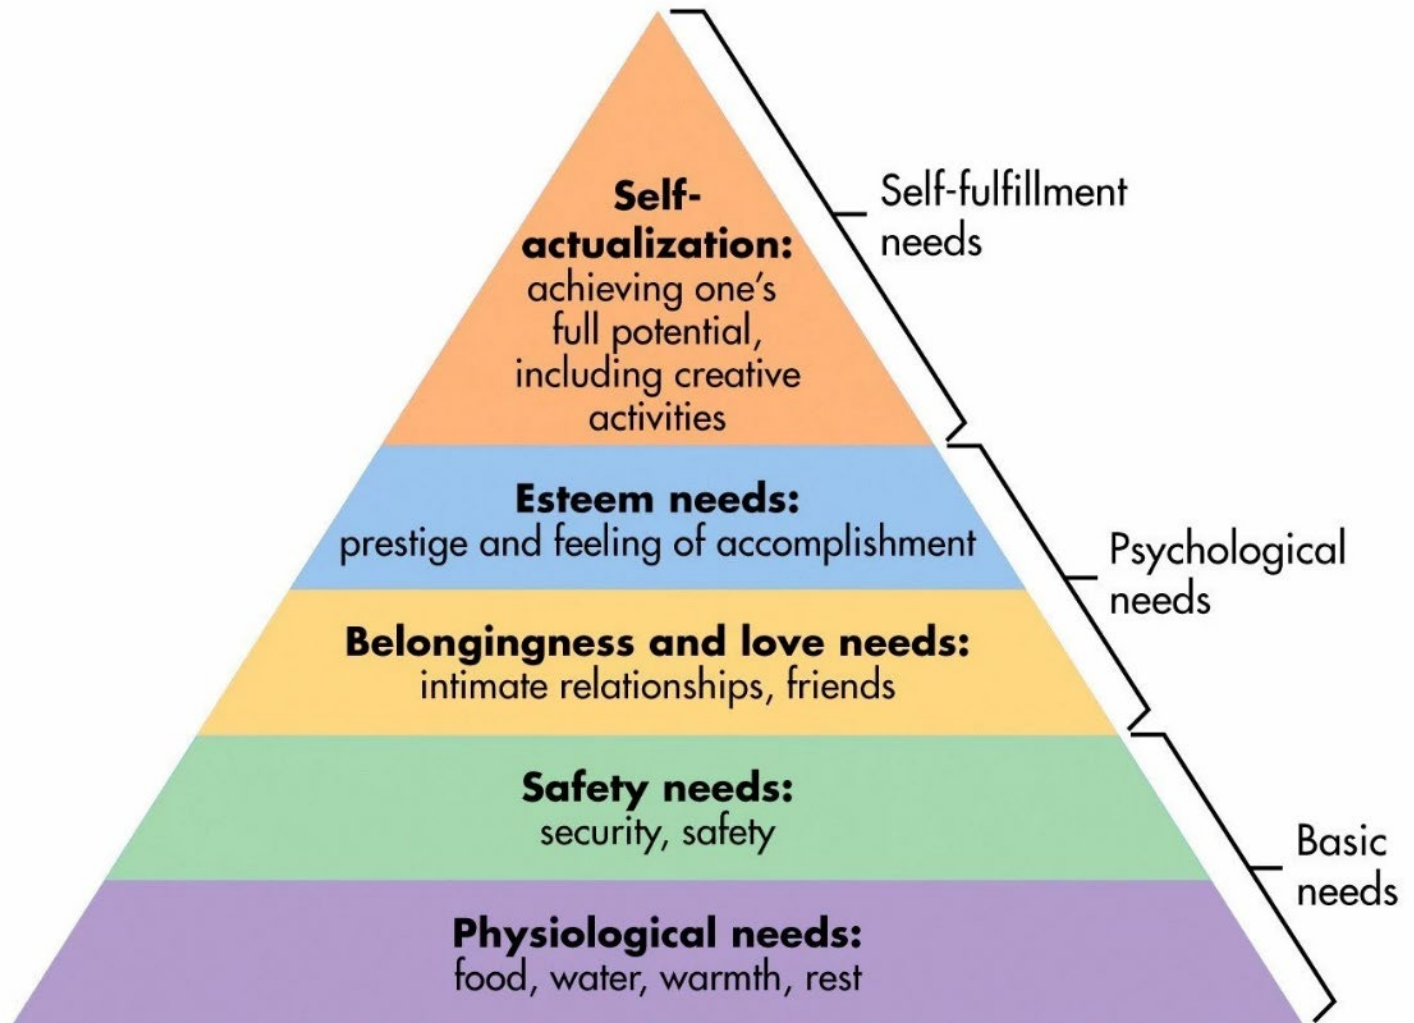 Self-
actualization:
achieving one's
full potential,
including creative
activities
Self-fulfillment
needs
Esteem needs:
prestige and feeling of accomplishment
Psychological
needs
Belongingness and love needs:
intimate relationships, friends
Safety needs:
security, safety
Basic
needs
Physiological needs:
food, water, warmth, rest